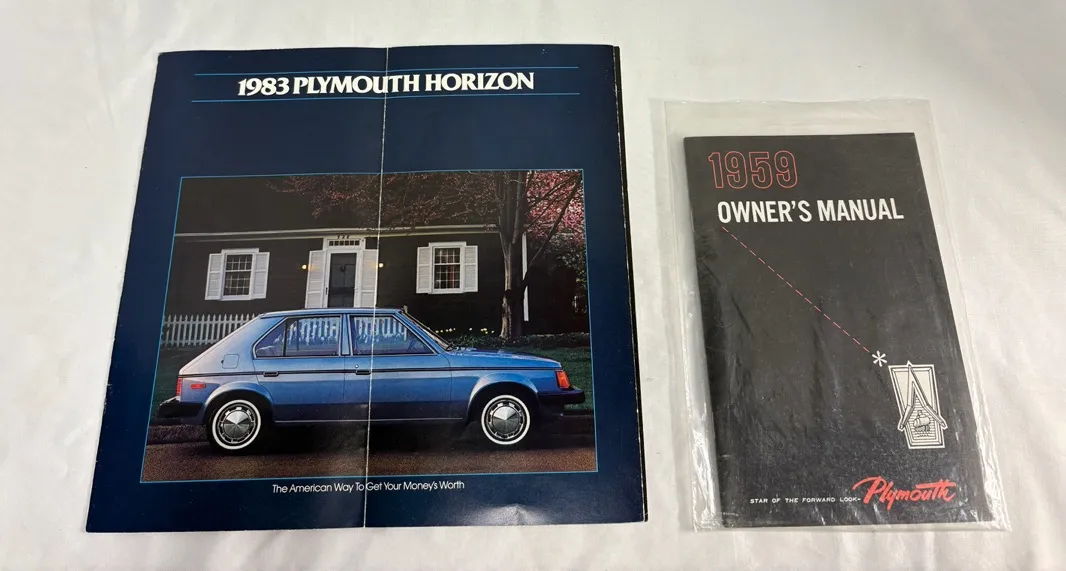 1983 PLYMOUTH HORIZON
The American Way To Get Your Money's Worth
1959
OWNER'S MANUAL
STAR OF THE FORWARD LOOK- Plymouth